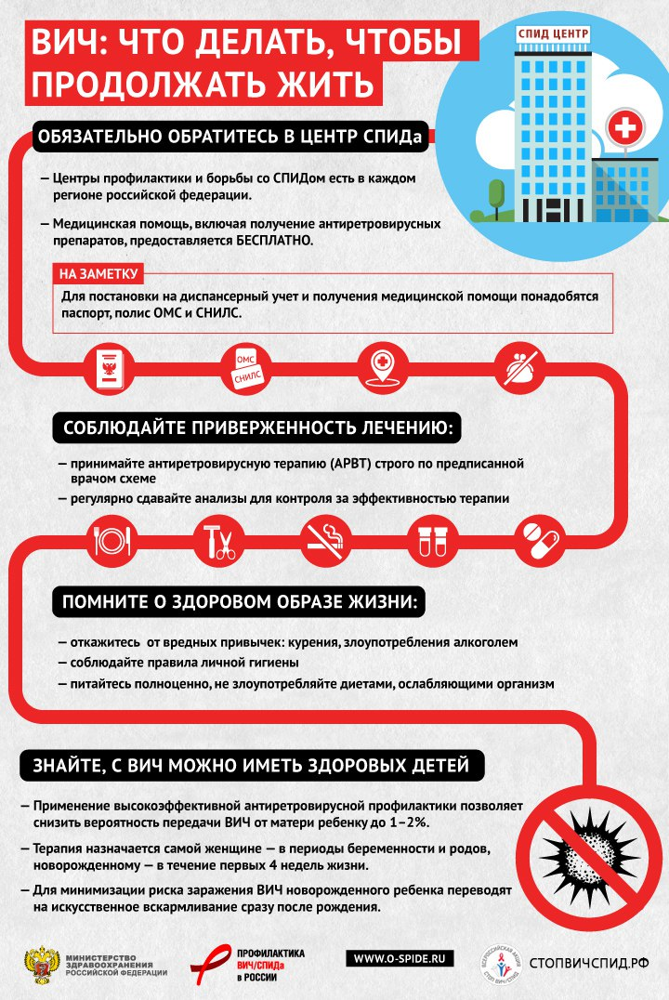 ВИЧ: ЧТО ДЕЛАТЬ, ЧТОБЫ
ПРОДОЛЖАТЬ ЖИТЬ
СПИД ЦЕНТР
ОБЯЗАТЕЛЬНО ОБРАТИТЕСЬ В ЦЕНТР СПИДа
— Центры профилактики и борьбы со СПИДом есть в каждом
регионе российской федерации.
— Медицинская помощь, включая получение антиретровирусных
препаратов, предоставляется БЕСПЛАТНО.
НА ЗАМЕТКУ
Для постановки на диспансерный учет и получения медицинской помощи понадобятся
паспорт, полис ОМС и СНИЛС.
ОМС
СНИЛС
СОБЛЮДАЙТЕ ПРИВЕРЖЕННОСТЬ ЛЕЧЕНИЮ:
— принимайте антиретровирусную терапию (АРВТ) строго по предписанной
врачом схеме
— регулярно сдавайте анализы для контроля за эффективностью терапии
ПОМНИТЕ О ЗДОРОВОМ ОБРАЗЕ ЖИЗНИ:
— откажитесь от вредных привычек: курения, злоупотребления алкоголем
— соблюдайте правила личной гигиены
— питайтесь полноценно, не злоупотребляйте диетами, ослабляющими организм
ЗНАЙТЕ, С ВИЧ МОЖНО ИМЕТЬ ЗДОРОВЫХ ДЕТЕЙ
— Применение высокоэффективной антиретровирусной профилактики позволяет
снизить вероятность передачи ВИЧ от матери ребенку до 1–2%.
— Терапия назначается самой женщине — в периоды беременности и родов,
новорожденному — в течение первых 4 недель жизни.
— Для минимизации риска заражения ВИЧ новорожденного ребенка переводят
на искусственное вскармливание сразу после рождения.
МИНИСТЕРСТВО
ЗДРАВООХРАНЕНИЯ
РОССИЙСКОЙ ФЕДЕРАЦИИ
ПРОФИЛАКТИКА
ВИЧ/СПИДа
в РОССИИ
WWW.O-SPIDE.RU
ВСЕРОССИЙСКАЯ АКЦИЯ
СТОП ВИЧ/СПИД
СТОПВИЧСПИД.РФ